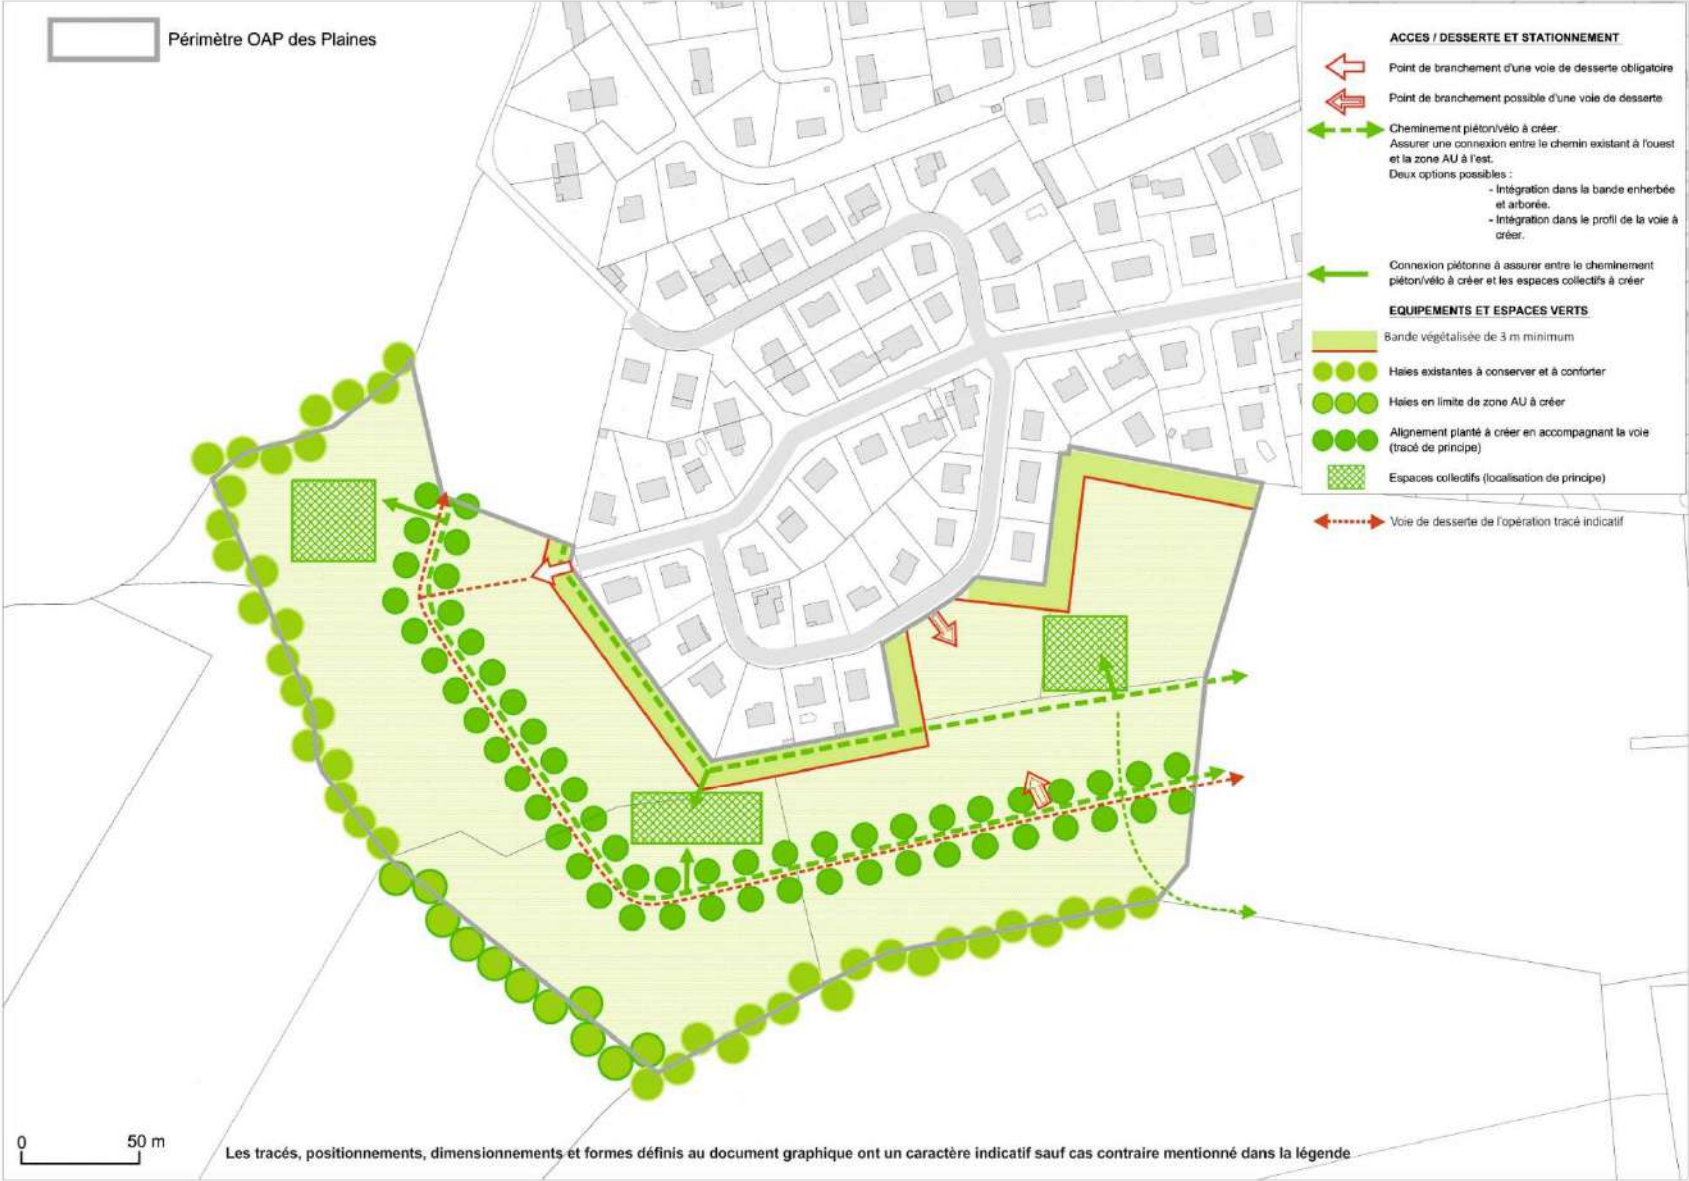 Périmètre OAP des Plaines
ACCES / DESSERTE ET STATIONNEMENT
Point de branchement d'une voie de desserte obligatoire
Point de branchement possible d'une voie de desserte
Cheminement piéton/vélo à créer.
Assurer une connexion entre le chemin existant à l'ouest
et la zone AU à l'est.
Deux options possibles :
- Intégration dans la bande enherbée
et arborée.
- Intégration dans le profil de la voie à
créer.
Connexion piétonne à assurer entre le cheminement
piéton/vélo à créer et les espaces collectifs à créer
EQUIPEMENTS ET ESPACES VERTS
Bande végétalisée de 3 m minimum
Haies existantes à conserver et à conforter
Haies en limite de zone AU à créer
Alignement planté à créer en accompagnant la voie
(tracé de principe)
Espaces collectifs (localisation de principe)
Voie de desserte de l'opération tracé indicatif
0 50 m
Les tracés, positionnements, dimensionnements et formes définis au document graphique ont un caractère indicatif sauf cas contraire mentionné dans la légende